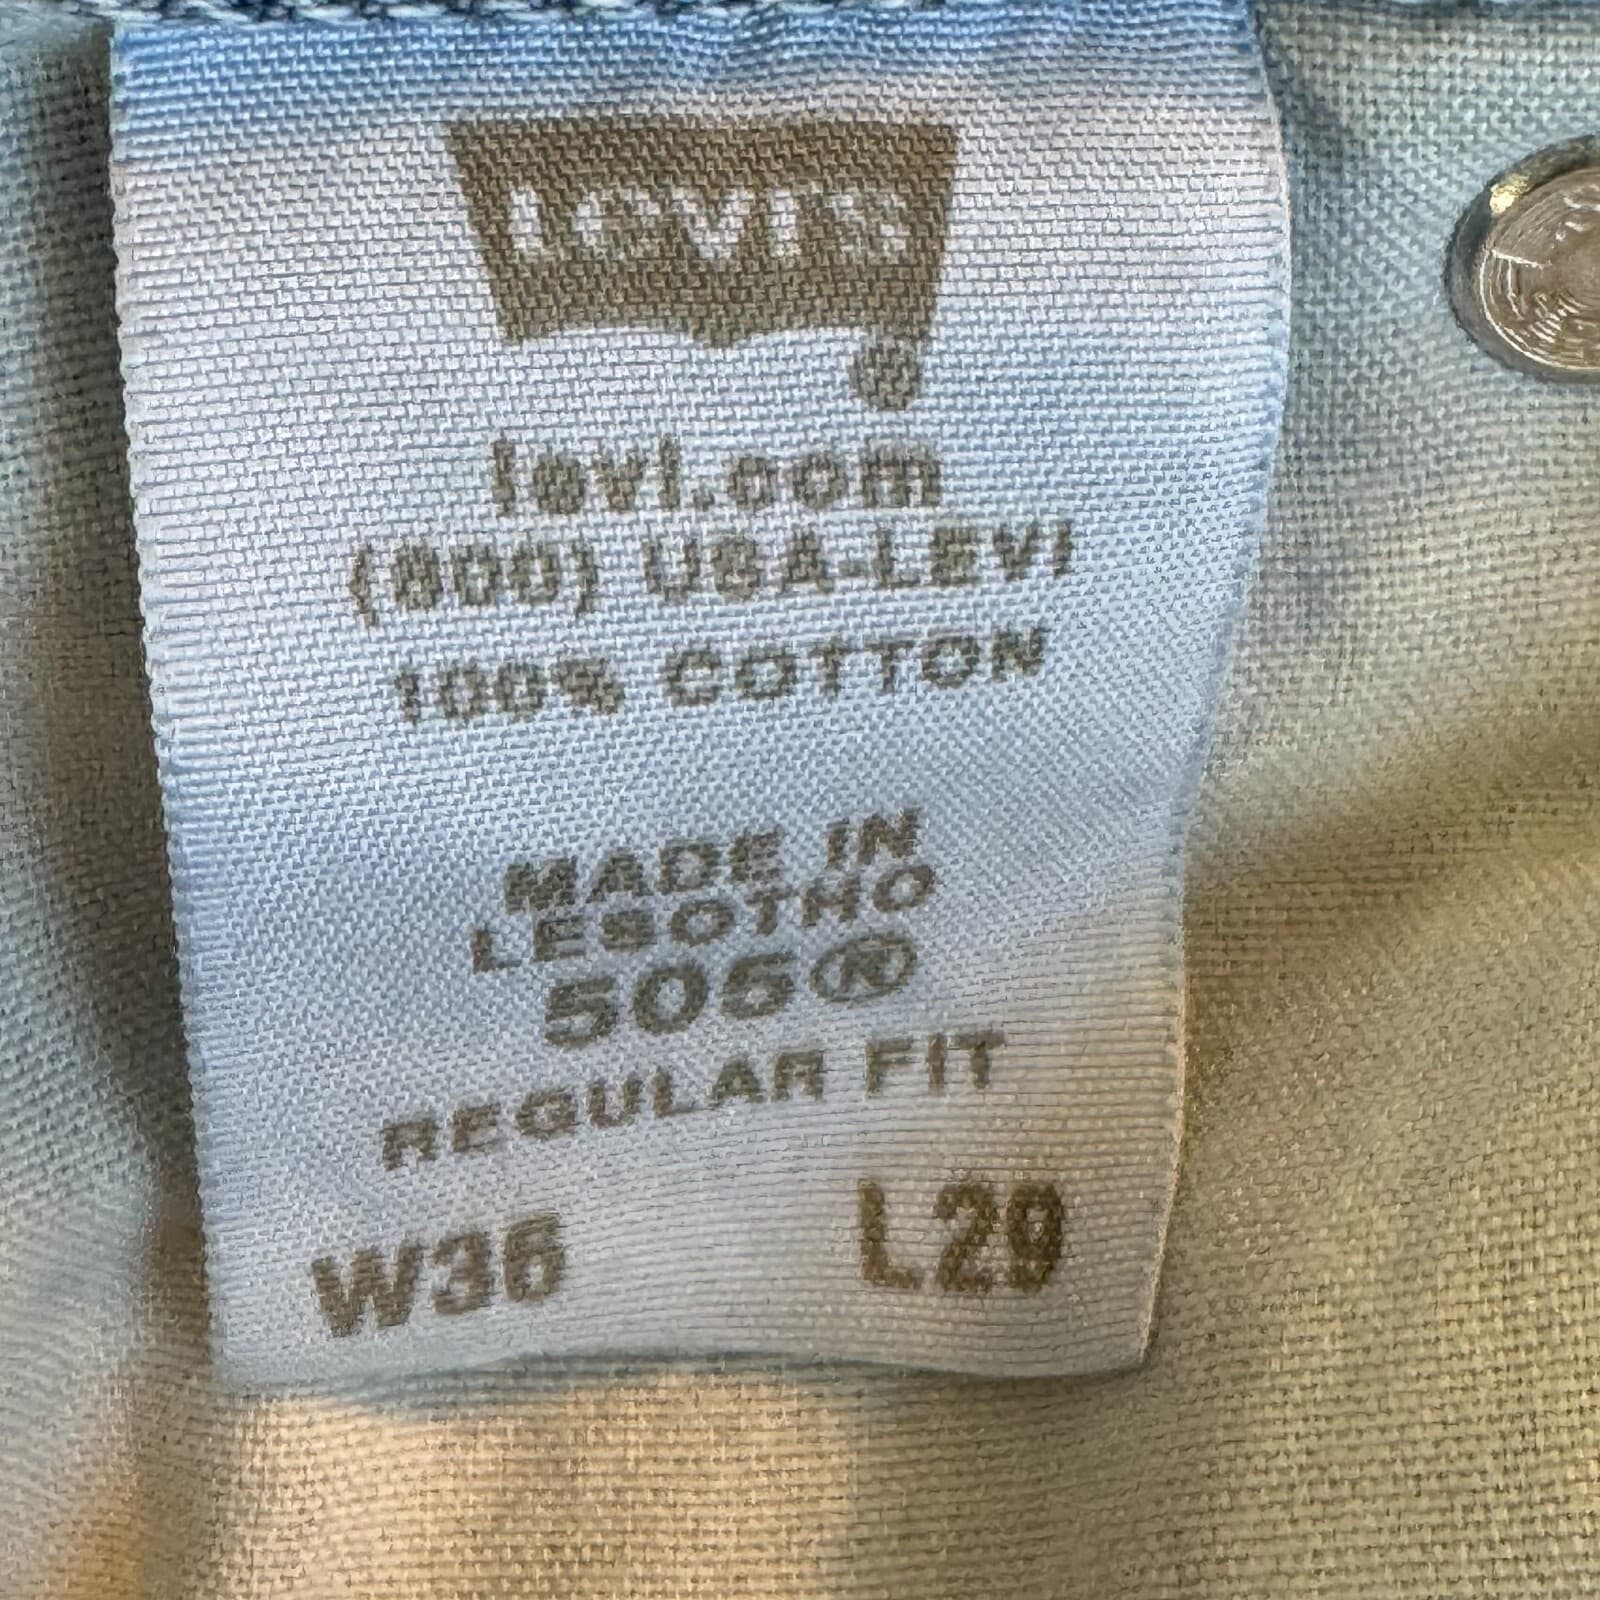 LEVI'S
®
levi.com
(800) USA-LEVI
100% COTTON
MADE IN
LESOTHO
505®
REGULAR FIT
W36 L29